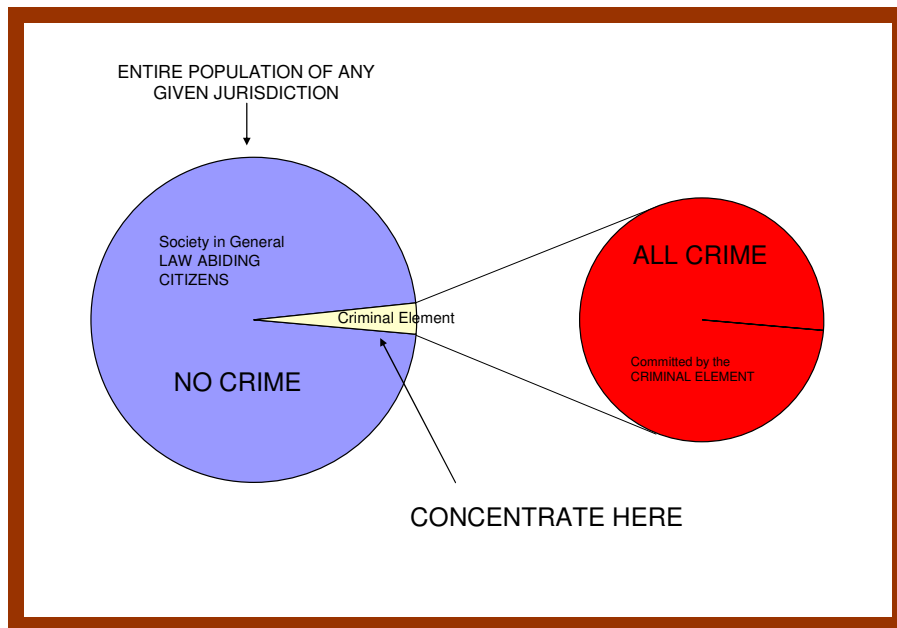 ENTIRE POPULATION OF ANY
GIVEN JURISDICTION
Society in General
LAW ABIDING
CITIZENS
Criminal Element
NO CRIME
ALL CRIME
Committed by the
CRIMINAL ELEMENT
CONCENTRATE HERE